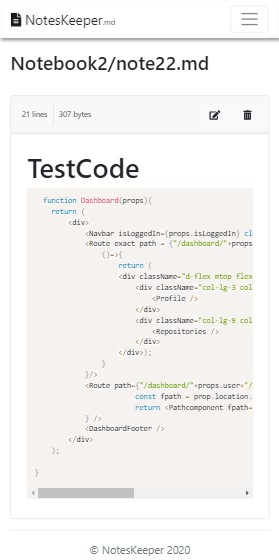 NotesKeeper.md
Notebook2/note22.md
21 lines 307 bytes
TestCode
function Dashboard(props){
return (
<div>
<Navbar isLoggedIn={props.isLoggedIn} cl
<Route exact path = {"/dashboard/"+props
()=>{
return (
<div className="d-flex mtop flex
<div className="col-lg-3 col
<Profile />
</div>
<div className="col-lg-9 col
<Repositories />
</div>
</div>);
}
}/>
<Route path={"/dashboard/"+props.user+"/
const fpath = prop.location.
return <Pathcomponent fpath=
} />
<DashboardFooter />
</div>
);
}
© NotesKeeper 2020